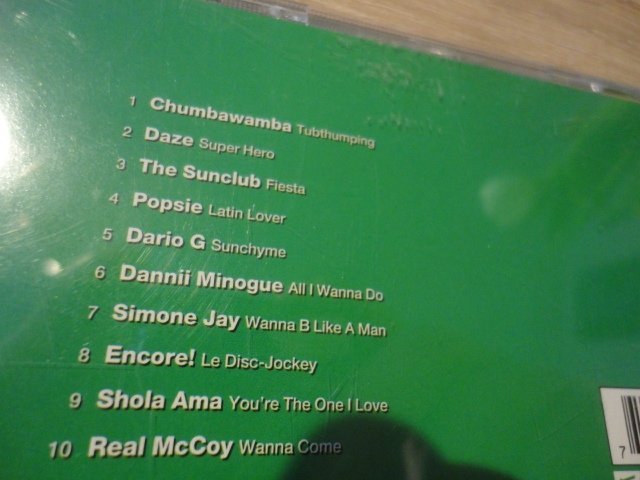 1 Chumbawamba Tubthumping
2 Daze Super Hero
3 The Sunclub Fiesta
4 Popsie Latin Lover
5 Dario G Sunchyme
6 Dannii Minogue All I Wanna Do
7 Simone Jay Wanna B Like A Man
8 Encore! Le Disc-Jockey
9 Shola Ama You're The One I Love
10 Real McCoy Wanna Come
7